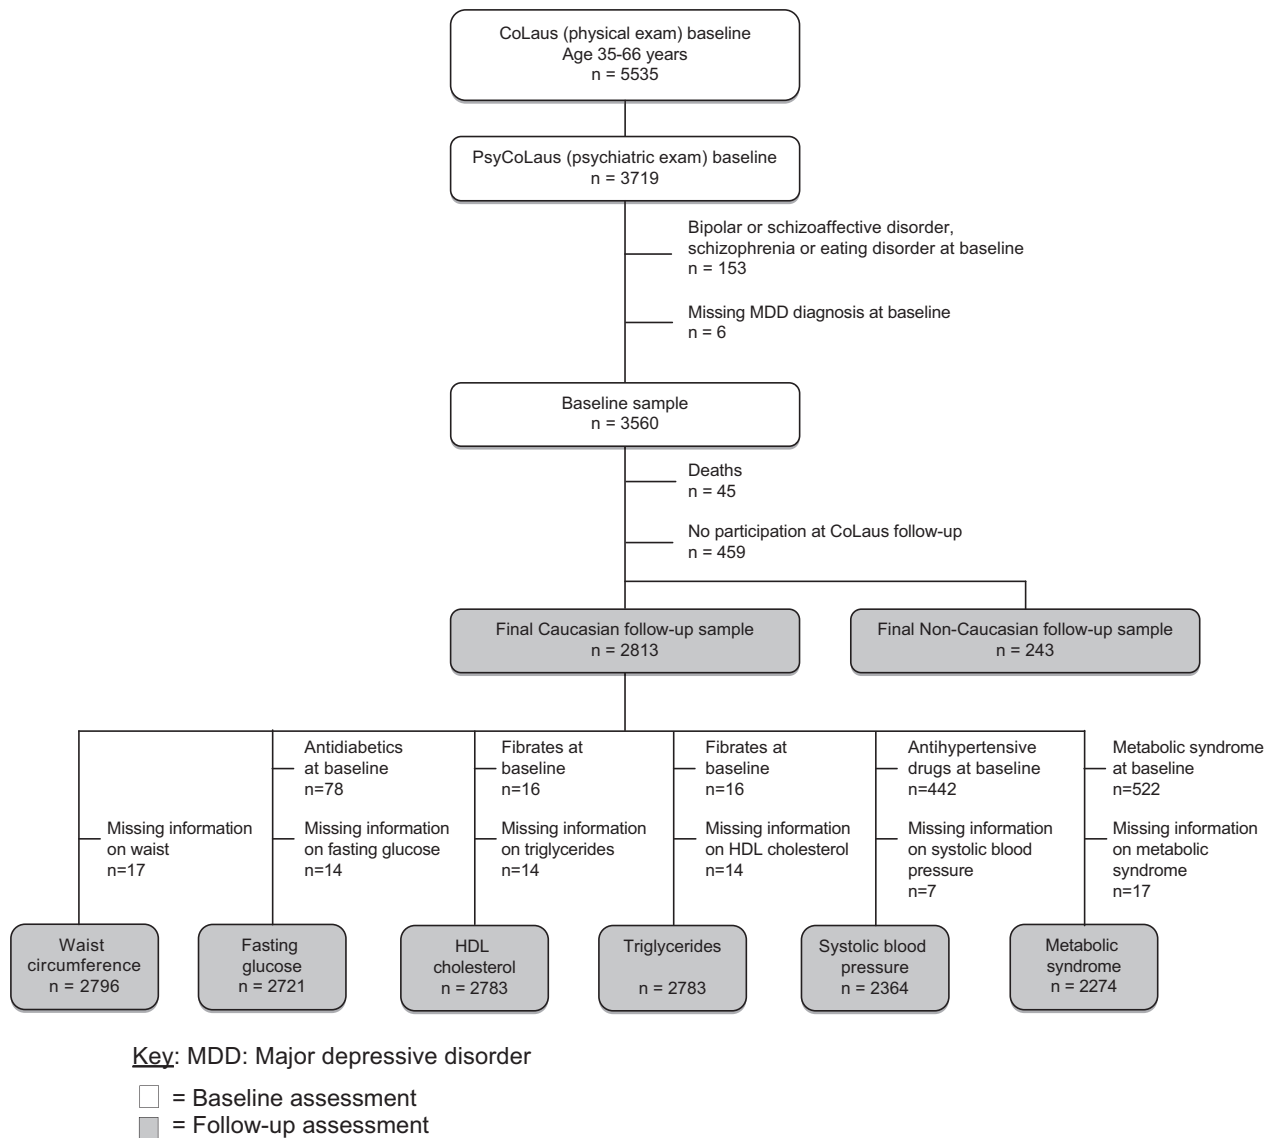 CoLaus (physical exam) baseline
Age 35-66 years
n = 5535
PsyCoLaus (psychiatric exam) baseline
n = 3719
Bipolar or schizoaffective disorder,
schizophrenia or eating disorder at baseline
n = 153
Missing MDD diagnosis at baseline
n = 6
Baseline sample
n = 3560
Deaths
n = 45
No participation at CoLaus follow-up
n = 459
Final Caucasian follow-up sample
n = 2813
Final Non-Caucasian follow-up sample
n = 243
Missing information
on waist
n=17
Antidiabetics
at baseline
n=78
Missing information
on fasting glucose
n=14
Fibrates at
baseline
n=16
Missing information
on triglycerides
n=14
Fibrates at
baseline
n=16
Missing information
on HDL cholesterol
n=14
Antihypertensive
drugs at baseline
n=442
Missing information
on systolic blood
pressure
n=7
Metabolic syndrome
at baseline
n=522
Missing information
on metabolic
syndrome
n=17
Waist
circumference
n = 2796
Fasting
glucose
n = 2721
HDL
cholesterol
n = 2783
Triglycerides
n = 2783
Systolic blood
pressure
n = 2364
Metabolic
syndrome
n = 2274
Key: MDD: Major depressive disorder
= Baseline assessment
= Follow-up assessment